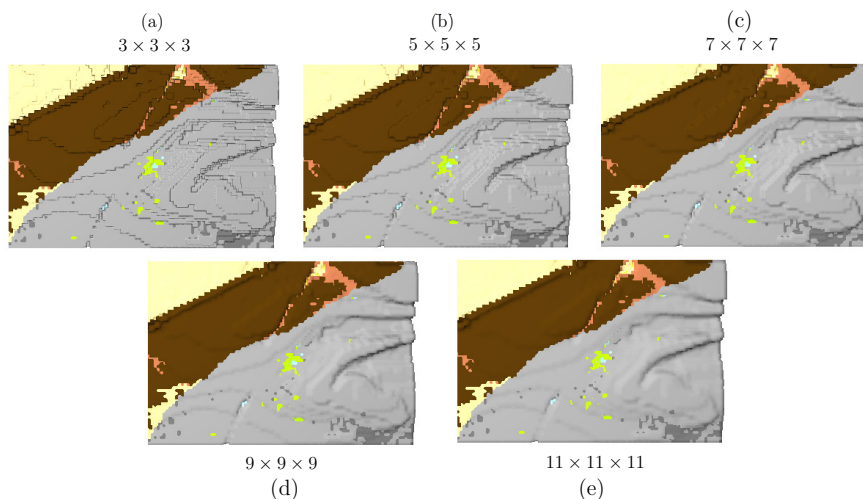 (a)
3 × 3 × 3
(b)
5 × 5 × 5
(c)
7 × 7 × 7
9 × 9 × 9
(d)
11 × 11 × 11
(e)